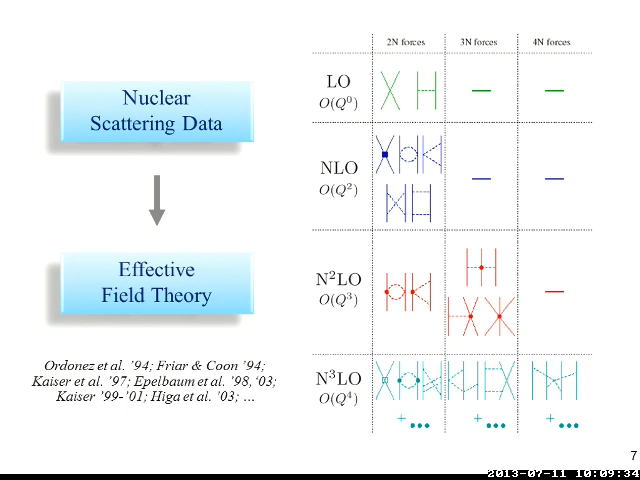 Nuclear
Scattering Data
Effective
Field Theory
Ordonez et al. '94; Friar & Coon '94;
Kaiser et al. '97; Epelbaum et al. '98,'03;
Kaiser '99-'01; Higa et al. '03; …
2N forces 3N forces 4N forces
LO
O(Q⁰)
NLO
O(Q²)
N²LO
O(Q³)
N³LO
O(Q⁴)
+... +... +...
7
2013-07-11 10:09:34